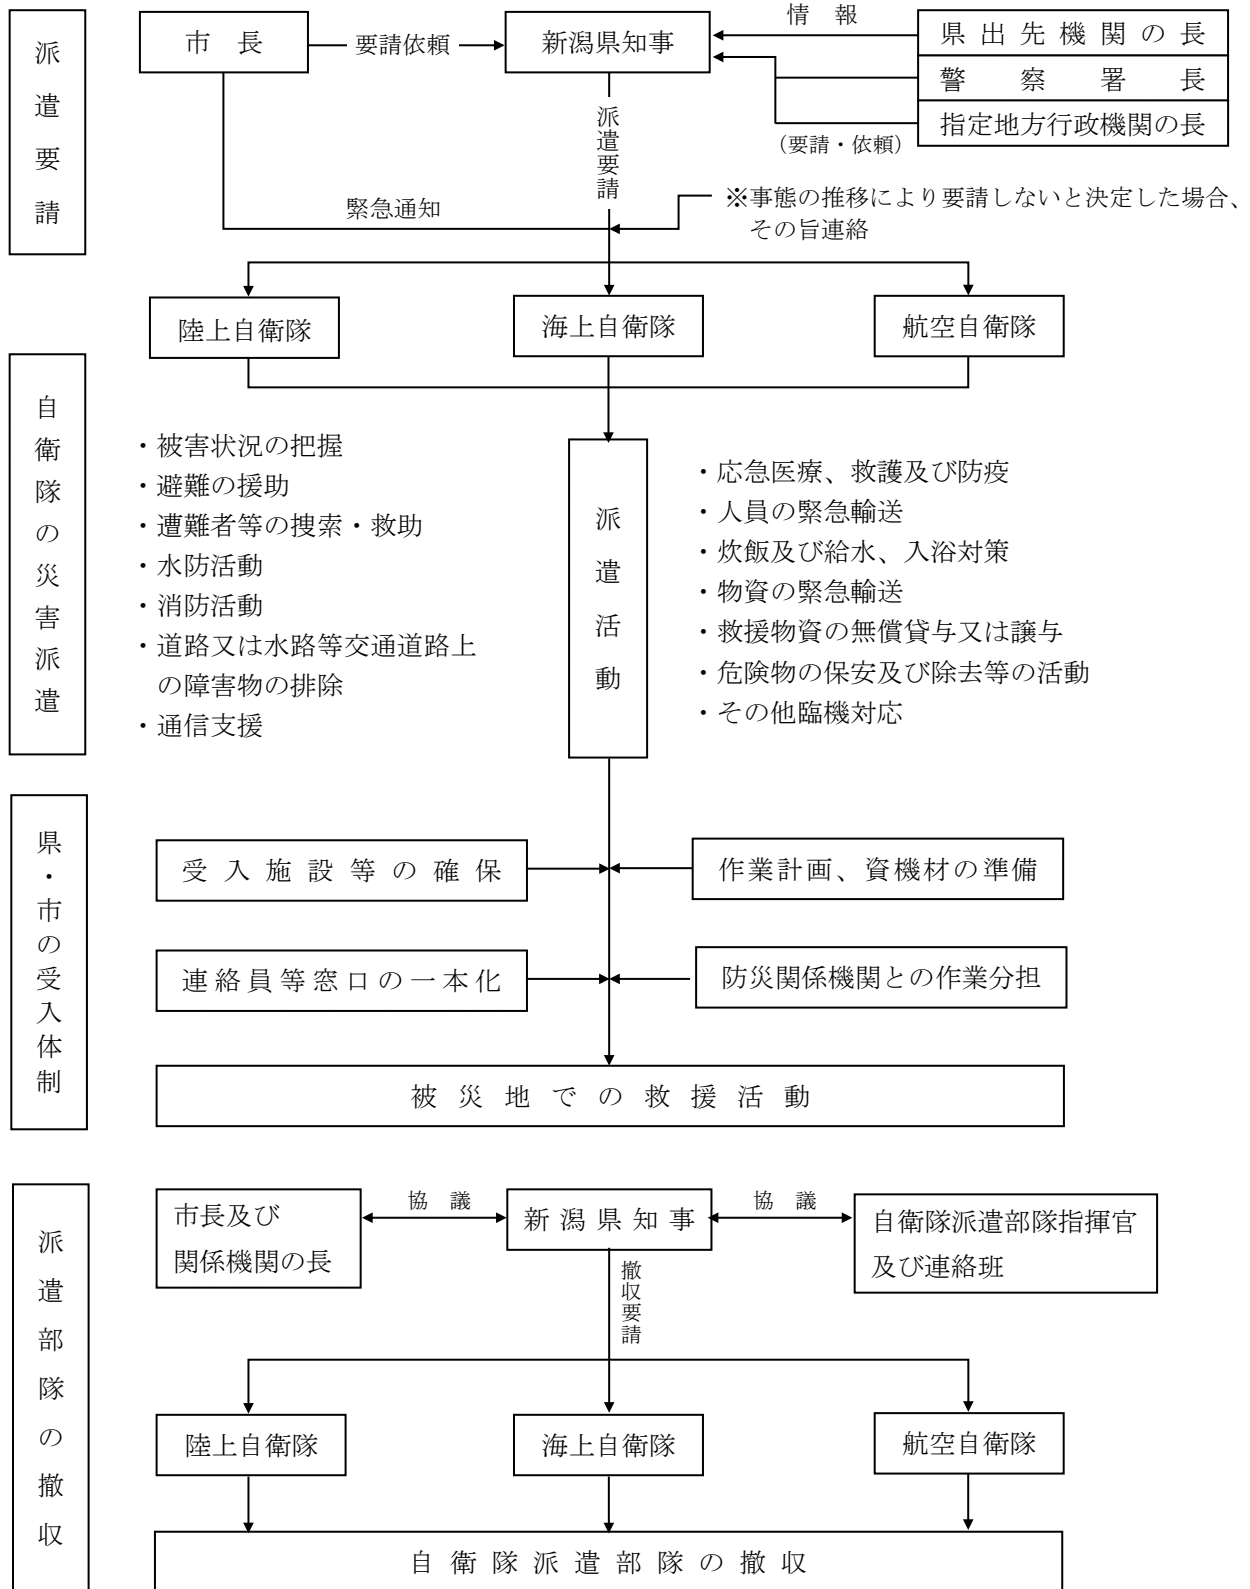 派遣要請
市長
要請依頼
新潟県知事
情報
県出先機関の長
警察署長
指定地方行政機関の長
(要請・依頼)
派遣要請
緊急通知
※事態の推移により要請しないと決定した場合、
その旨連絡
陸上自衛隊
海上自衛隊
航空自衛隊
自衛隊の災害派遣
・被害状況の把握
・避難の援助
・遭難者等の捜索・救助
・水防活動
・消防活動
・道路又は水路等交通道路上
の障害物の排除
・通信支援
派遣活動
・応急医療、救護及び防疫
・人員の緊急輸送
・炊飯及び給水、入浴対策
・物資の緊急輸送
・救援物資の無償貸与又は譲与
・危険物の保安及び除去等の活動
・その他臨機対応
県・市の受入体制
受入施設等の確保
作業計画、資機材の準備
連絡員等窓口の一本化
防災関係機関との作業分担
被災地での救援活動
派遣部隊の撤収
市長及び
関係機関の長
協議
新潟県知事
協議
自衛隊派遣部隊指揮官
及び連絡班
撤収要請
陸上自衛隊
海上自衛隊
航空自衛隊
自衛隊派遣部隊の撤収